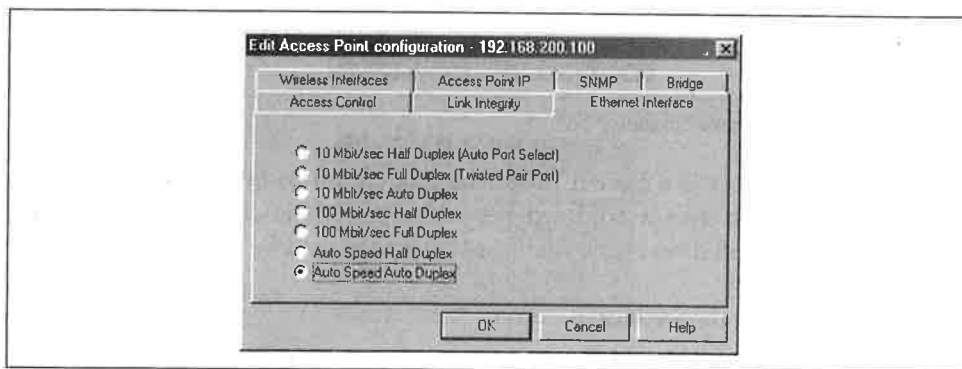 Edit Access Point configuration - 192.168.200.100
Wireless Interfaces Access Point IP SNMP Bridge
Access Control Link Integrity Ethernet Interface
10 Mbit/sec Half Duplex (Auto Port Select)
10 Mbit/sec Full Duplex (Twisted Pair Port)
10 Mbit/sec Auto Duplex
100 Mbit/sec Half Duplex
100 Mbit/sec Full Duplex
Auto Speed Half Duplex
Auto Speed Auto Duplex
OK Cancel Help